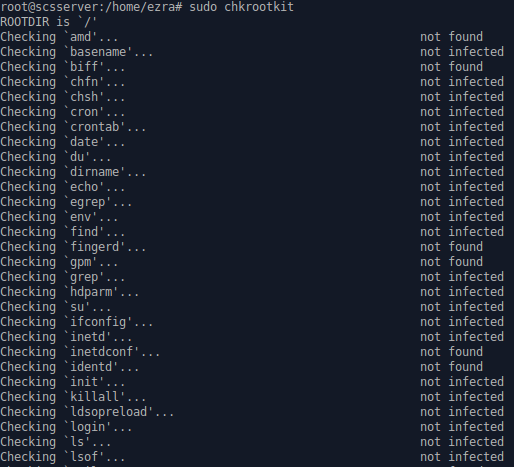 root@scsserver:/home/ezra# sudo chkrootkit
ROOTDIR is `/'
Checking `amd'... not found
Checking `basename'... not infected
Checking `biff'... not found
Checking `chfn'... not infected
Checking `chsh'... not infected
Checking `cron'... not infected
Checking `crontab'... not infected
Checking `date'... not infected
Checking `du'... not infected
Checking `dirname'... not infected
Checking `echo'... not infected
Checking `egrep'... not infected
Checking `env'... not infected
Checking `find'... not infected
Checking `fingerd'... not found
Checking `gpm'... not found
Checking `grep'... not infected
Checking `hdparm'... not infected
Checking `su'... not infected
Checking `ifconfig'... not infected
Checking `inetd'... not infected
Checking `inetdconf'... not found
Checking `identd'... not found
Checking `init'... not infected
Checking `killall'... not infected
Checking `ldsopreload'... not infected
Checking `login'... not infected
Checking `ls'... not infected
Checking `lsof'... not infected